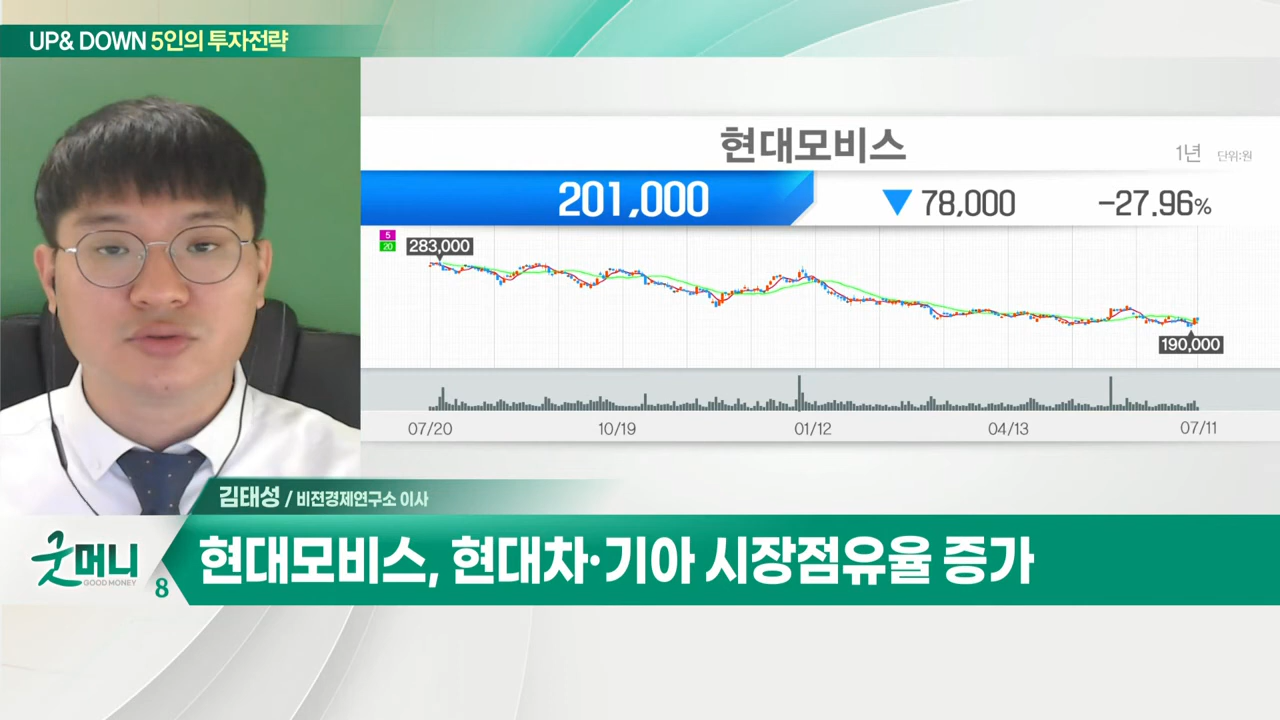 UP& DOWN 5인의 투자전략
현대모비스
1년 단위:원
201,000 ▼ 78,000 -27.96%
5
20
283,000
190,000
07/20 10/19 01/12 04/13 07/11
김태성 / 비젼경제연구소 이사
굿머니
GOOD MONEY
8
현대모비스, 현대차·기아 시장점유율 증가